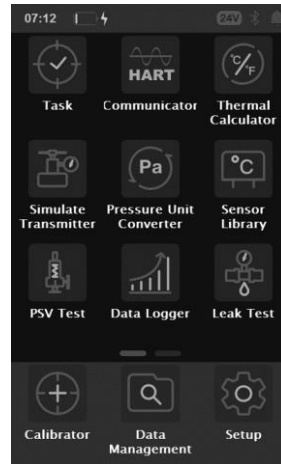 07:12 24V
HART
°C/°F
Task Communicator Thermal
Calculator
Pa
°C
Simulate Pressure Unit Sensor
Transmitter Converter Library
PSV Test Data Logger Leak Test
Calibrator Data Setup
Management